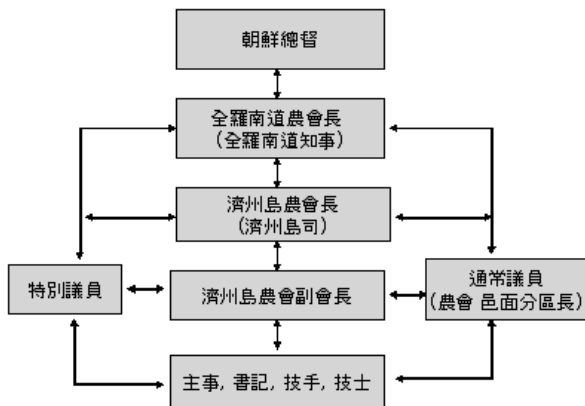 朝鮮總督
全羅南道農會長
(全羅南道知事)
濟州島農會長
(濟州島司)
特別議員
濟州島農會副會長
通常議員
(農會 邑面分區長)
主事, 書記, 技手, 技士